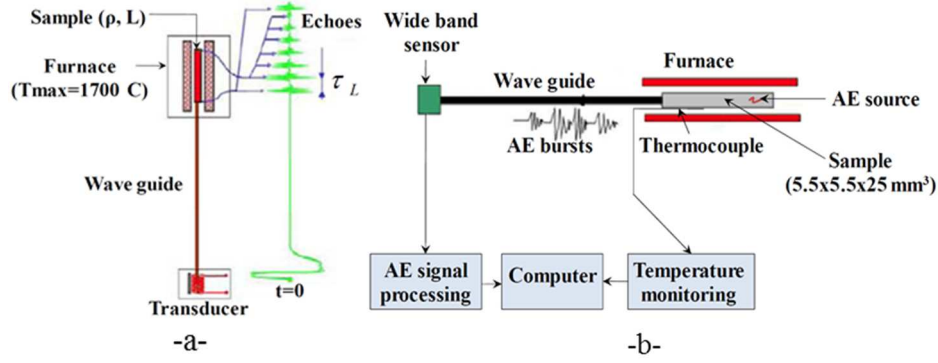 Sample (ρ, L)
Echoes
Furnace
(Tmax=1700 C)
τ L
Wave guide
t=0
Transducer
-a-
Wide band
sensor
Furnace
Wave guide
AE source
AE bursts
Thermocouple
Sample
(5.5x5.5x25 mm³)
AE signal
processing
Computer
Temperature
monitoring
-b-